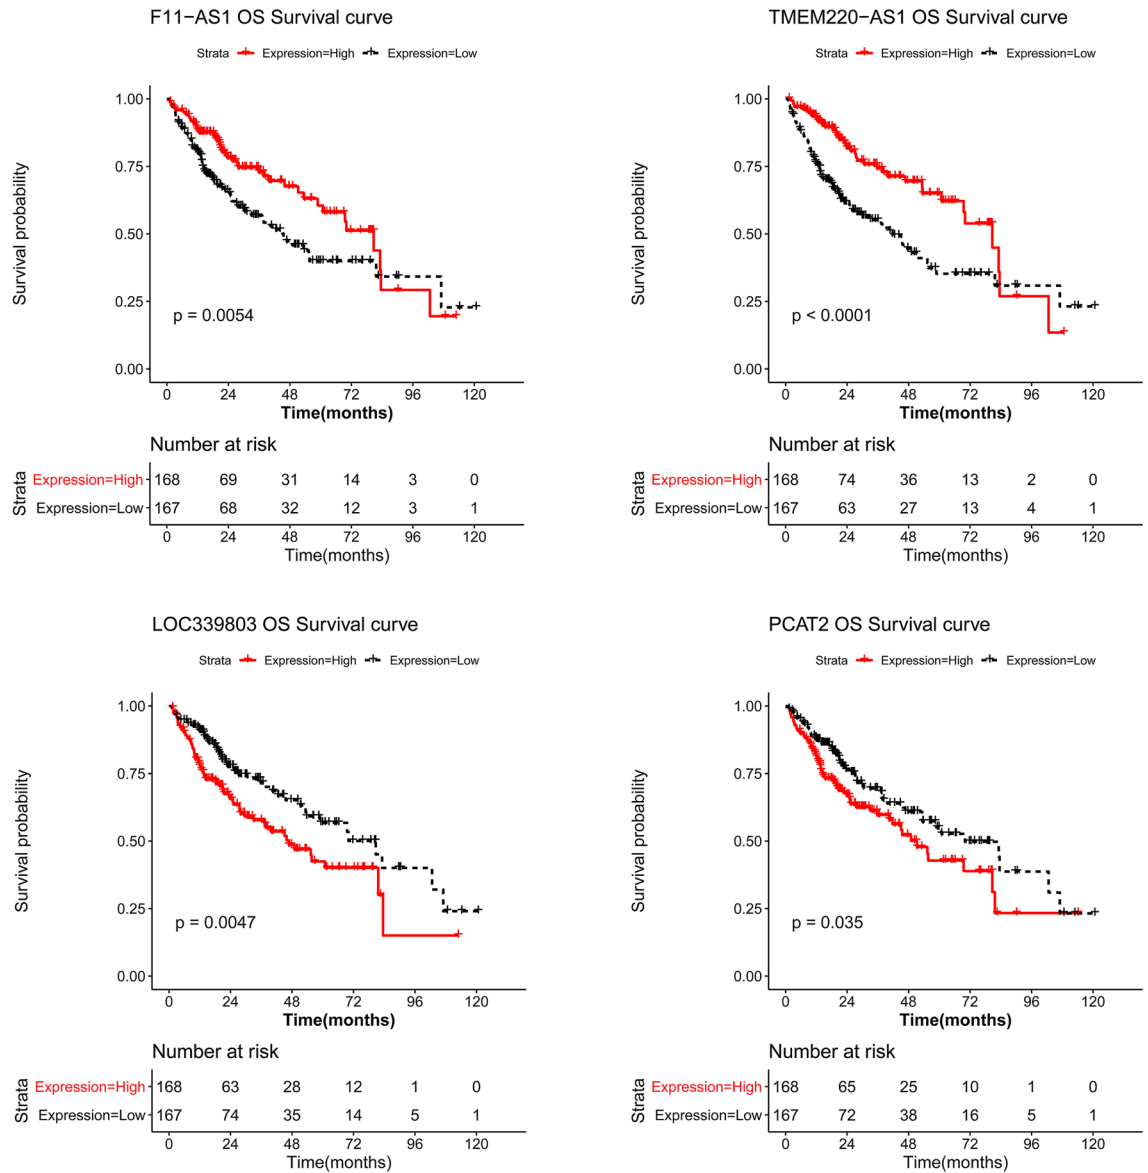 F11−AS1 OS Survival curve
Strata Expression=High Expression=Low
Survival probability
1.00
0.75
0.50
0.25
0.00
p = 0.0054
0 24 48 72 96 120
Time(months)
Number at risk
Strata
Expression=High 168 69 31 14 3 0
Expression=Low 167 68 32 12 3 1
0 24 48 72 96 120
Time(months)
TMEM220−AS1 OS Survival curve
Strata Expression=High Expression=Low
Survival probability
1.00
0.75
0.50
0.25
0.00
p < 0.0001
0 24 48 72 96 120
Time(months)
Number at risk
Strata
Expression=High 168 74 36 13 2 0
Expression=Low 167 63 27 13 4 1
0 24 48 72 96 120
Time(months)
LOC339803 OS Survival curve
Strata Expression=High Expression=Low
Survival probability
1.00
0.75
0.50
0.25
0.00
p = 0.0047
0 24 48 72 96 120
Time(months)
Number at risk
Strata
Expression=High 168 63 28 12 1 0
Expression=Low 167 74 35 14 5 1
0 24 48 72 96 120
Time(months)
PCAT2 OS Survival curve
Strata Expression=High Expression=Low
Survival probability
1.00
0.75
0.50
0.25
0.00
p = 0.035
0 24 48 72 96 120
Time(months)
Number at risk
Strata
Expression=High 168 65 25 10 1 0
Expression=Low 167 72 38 16 5 1
0 24 48 72 96 120
Time(months)